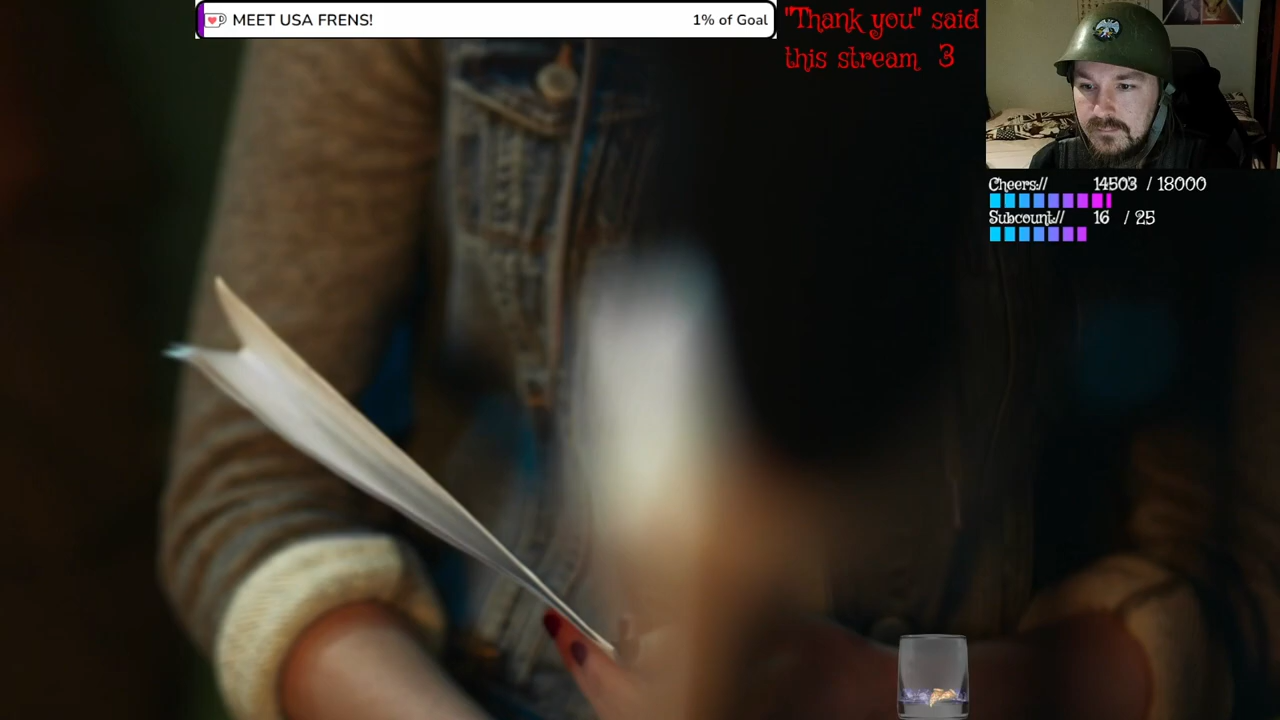 MEET USA FRENS!
1% of Goal
"Thank you" said
this stream 3
Cheers// 14503 / 18000
Subcount// 16 / 25